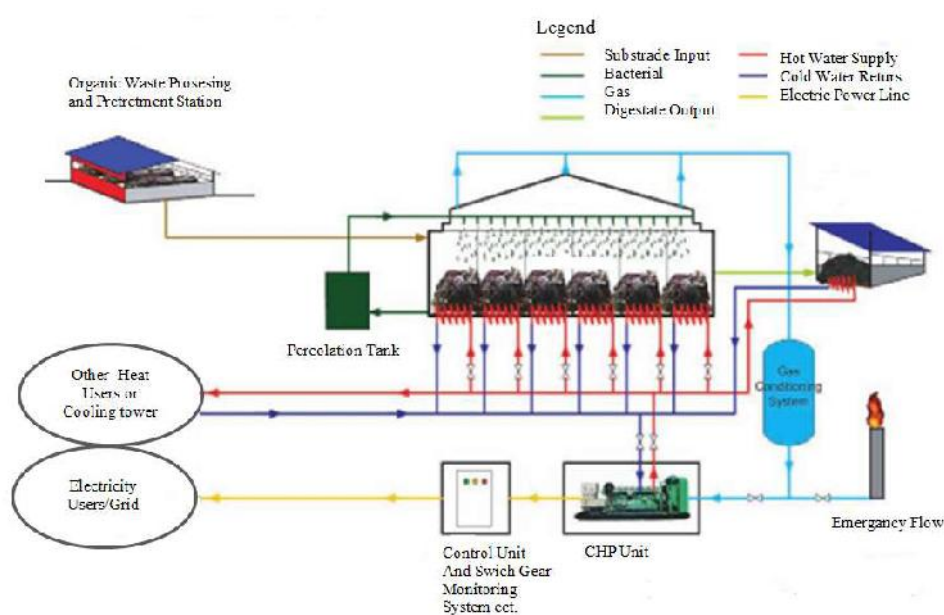 Legend
Substrade Input
Bacterial
Gas
Digestate Output
Hot Water Supply
Cold Water Return
Electric Power Line
Organic Waste Prosesing
and Pretretment Station
Percolation Tank
Gas
Conditioning
System
Other Heat
Users or
Cooling tower
Electricity
Users/Grid
Control Unit
And Swich Gear
Monitoring
System cct.
CHP Unit
Emergancy Flow